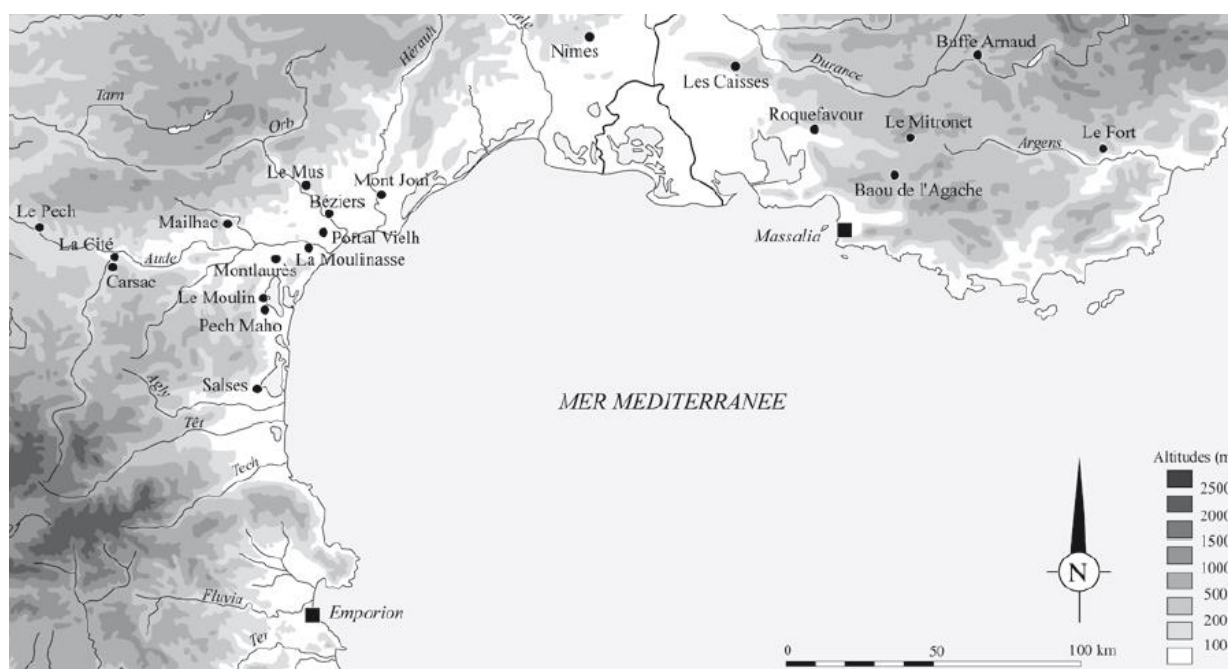 Nîmes
Hérault
Buffe Arnaud
Les Caisses
Durance
Tarn
Orb
Roquefavour
Le Mitronet
Argens
Le Fort
Le Mus
Mont Joui
Baou de l'Agache
Béziers
Le Pech
Mailhac
Portal Vielh
Massalia
La Cité
Aude
La Moulinasse
Carsac
Montlaurès
Le Moulin
Pech Maho
Agly
Salses
MER MEDITERRANEE
Têt
Tech
Altitudes (m
2500
2000
1500
1000
500
200
100
N
Fluvia
Emporion
Ter
0 50 100 km